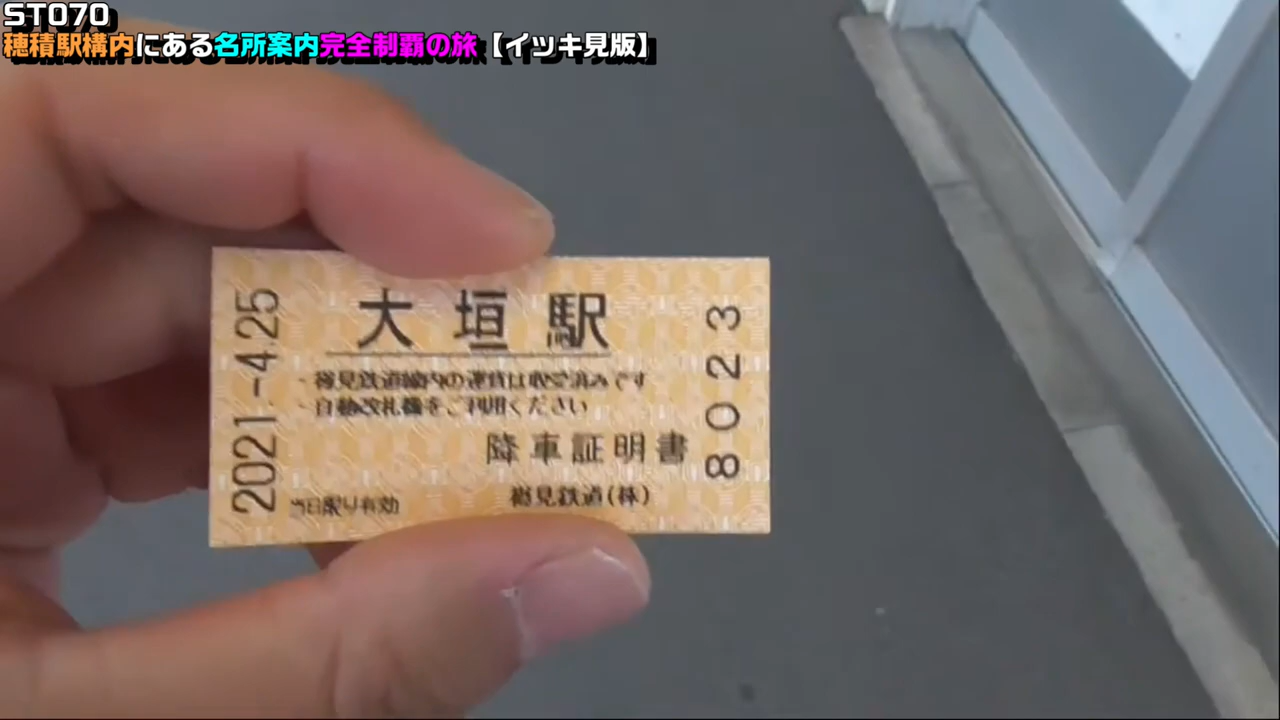 ST070
穂積駅構内にある名所案内完全制覇の旅【イッキ見版】
2021.-4.25
大垣駅
・樽見鉄道線内の運賃は収受済みです
・自動改札機をご利用ください
降車証明書
当日限り有効
樽見鉄道(株)
8023